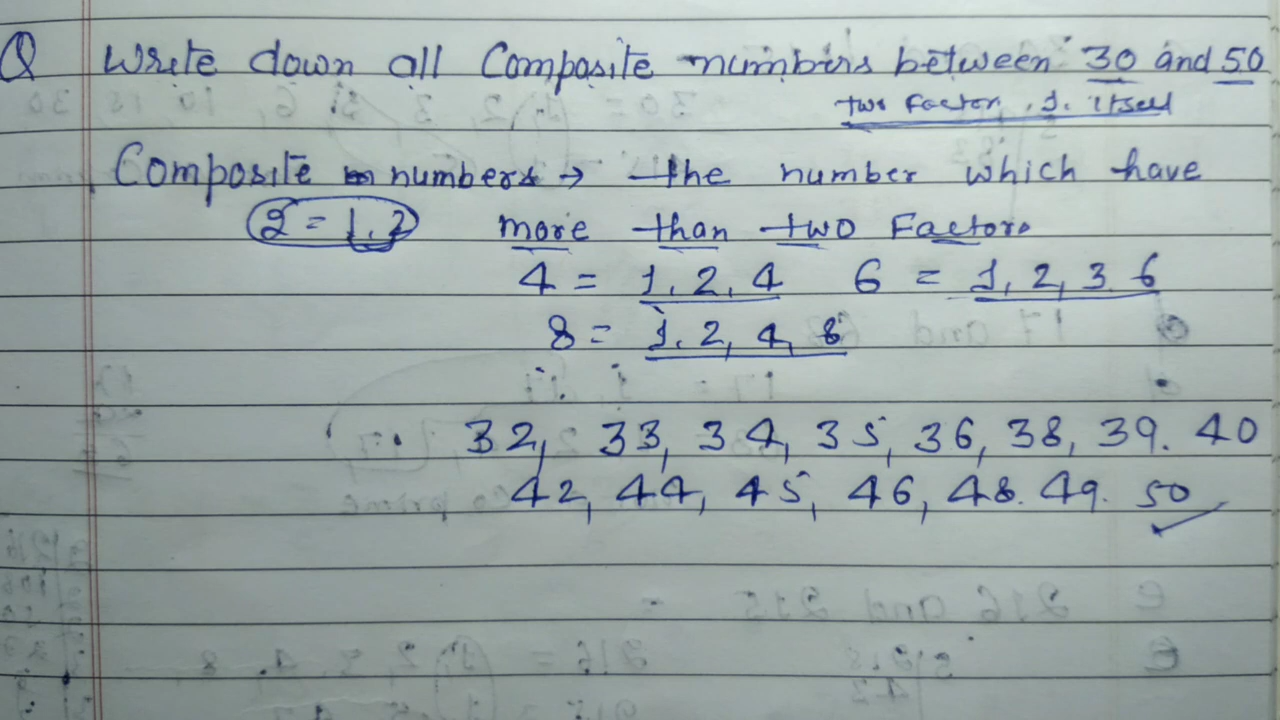 Q Write down all Composite numbers between 30 and 50
two factor, 1. itself
Composite numbers → the number which have
2 = 1, 2 more than two Factors
4 = 1, 2, 4 6 = 1, 2, 3 6
8 = 1. 2, 4, 8
32, 33, 34, 35, 36, 38, 39. 40
42, 44, 45, 46, 48. 49. 50